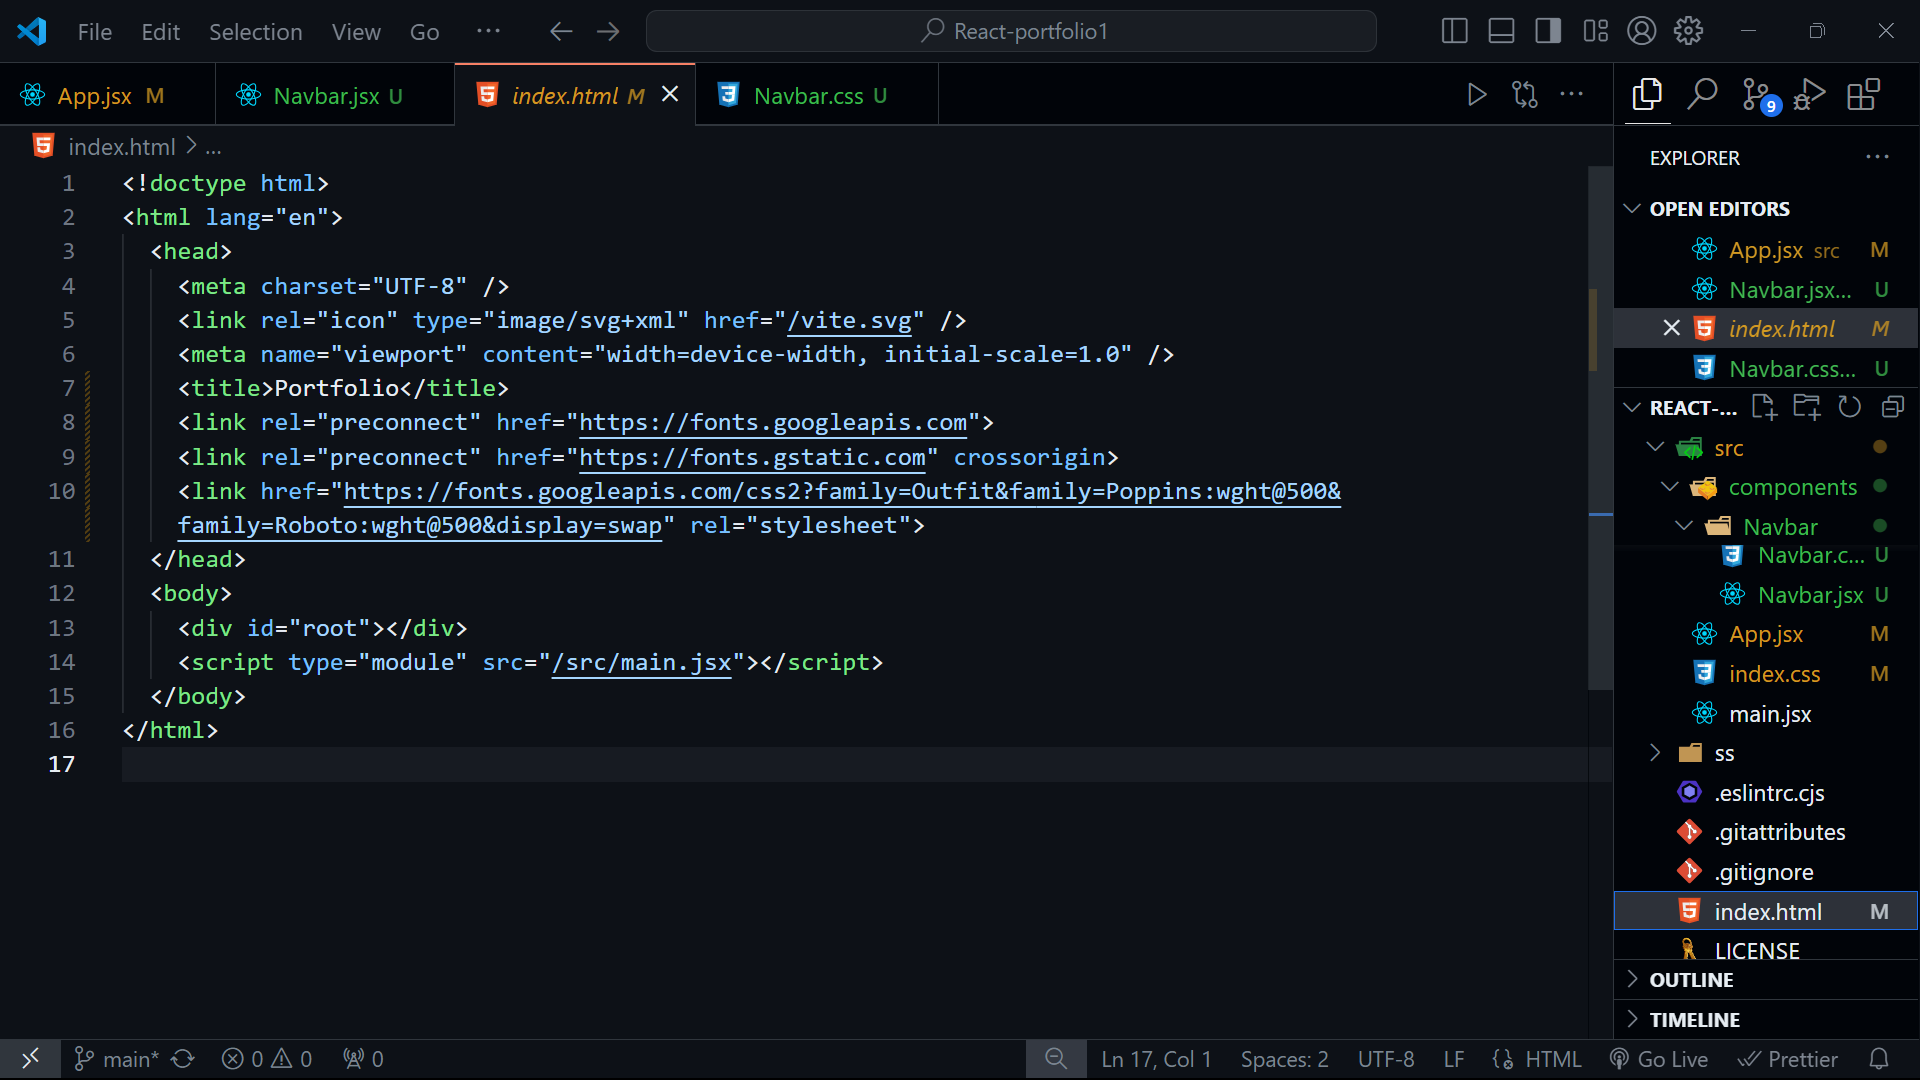 File Edit Selection View Go ··· React-portfolio1
App.jsx M Navbar.jsx U index.html M Navbar.css U
index.html > ...
1 <!doctype html>
2 <html lang="en">
3 <head>
4 <meta charset="UTF-8" />
5 <link rel="icon" type="image/svg+xml" href="/vite.svg" />
6 <meta name="viewport" content="width=device-width, initial-scale=1.0" />
7 <title>Portfolio</title>
8 <link rel="preconnect" href="https://fonts.googleapis.com">
9 <link rel="preconnect" href="https://fonts.gstatic.com" crossorigin>
10 <link href="https://fonts.googleapis.com/css2?family=Outfit&family=Poppins:wght@500&
family=Roboto:wght@500&display=swap" rel="stylesheet">
11 </head>
12 <body>
13 <div id="root"></div>
14 <script type="module" src="/src/main.jsx"></script>
15 </body>
16 </html>
17
9
EXPLORER
OPEN EDITORS
App.jsx src M
Navbar.jsx... U
index.html M
Navbar.css... U
REACT-...
src
components
Navbar
Navbar.c... U
Navbar.jsx U
App.jsx M
index.css M
main.jsx
ss
.eslintrc.cjs
.gitattributes
.gitignore
index.html M
LICENSE
OUTLINE
TIMELINE
main* 0 0 0 Ln 17, Col 1 Spaces: 2 UTF-8 LF HTML Go Live Prettier